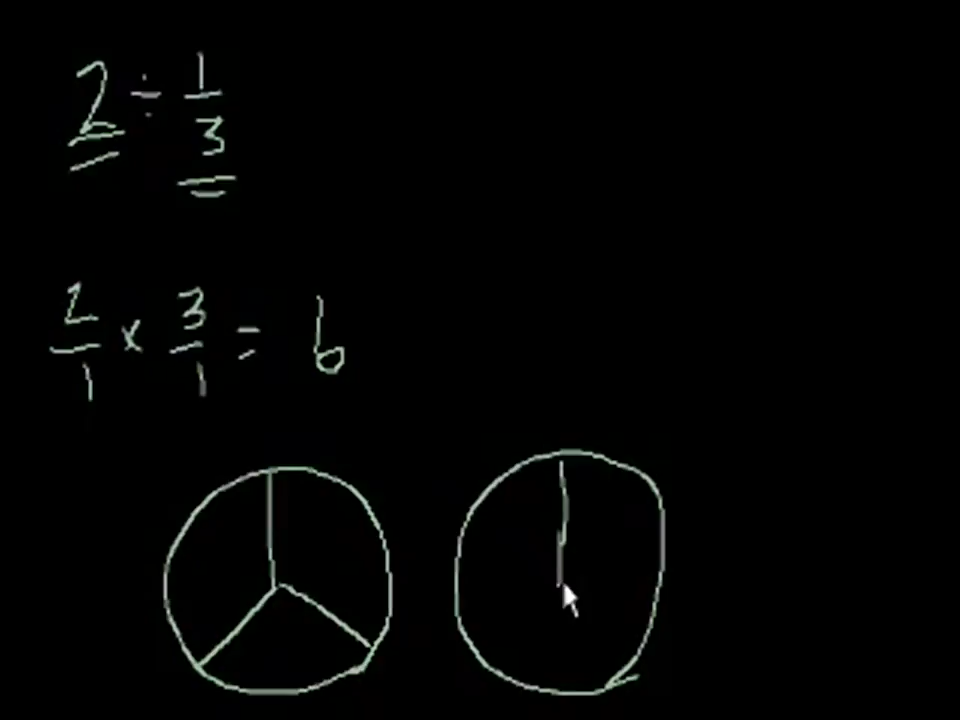 2 ÷ 1/3
2/1 × 3/1 = 6